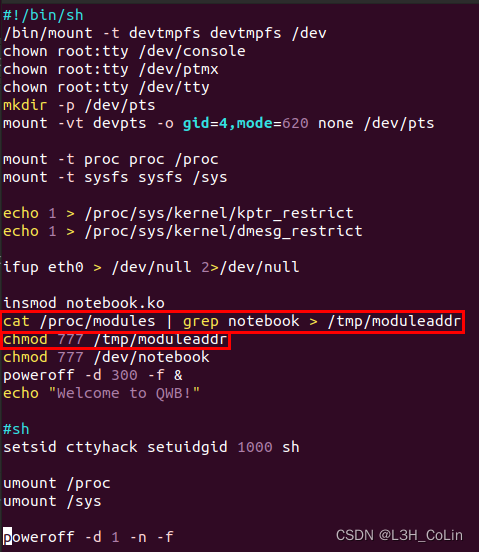 #!/bin/sh
/bin/mount -t devtmpfs devtmpfs /dev
chown root:tty /dev/console
chown root:tty /dev/ptmx
chown root:tty /dev/tty
mkdir -p /dev/pts
mount -vt devpts -o gid=4,mode=620 none /dev/pts
mount -t proc proc /proc
mount -t sysfs sysfs /sys
echo 1 > /proc/sys/kernel/kptr_restrict
echo 1 > /proc/sys/kernel/dmesg_restrict
ifup eth0 > /dev/null 2>/dev/null
insmod notebook.ko
cat /proc/modules | grep notebook > /tmp/moduleaddr
chmod 777 /tmp/moduleaddr
chmod 777 /dev/notebook
poweroff -d 300 -f &
echo "Welcome to QWB!"
#sh
setsid cttyhack setuidgid 1000 sh
umount /proc
umount /sys
poweroff -d 1 -n -f
CSDN @L3H_CoLin